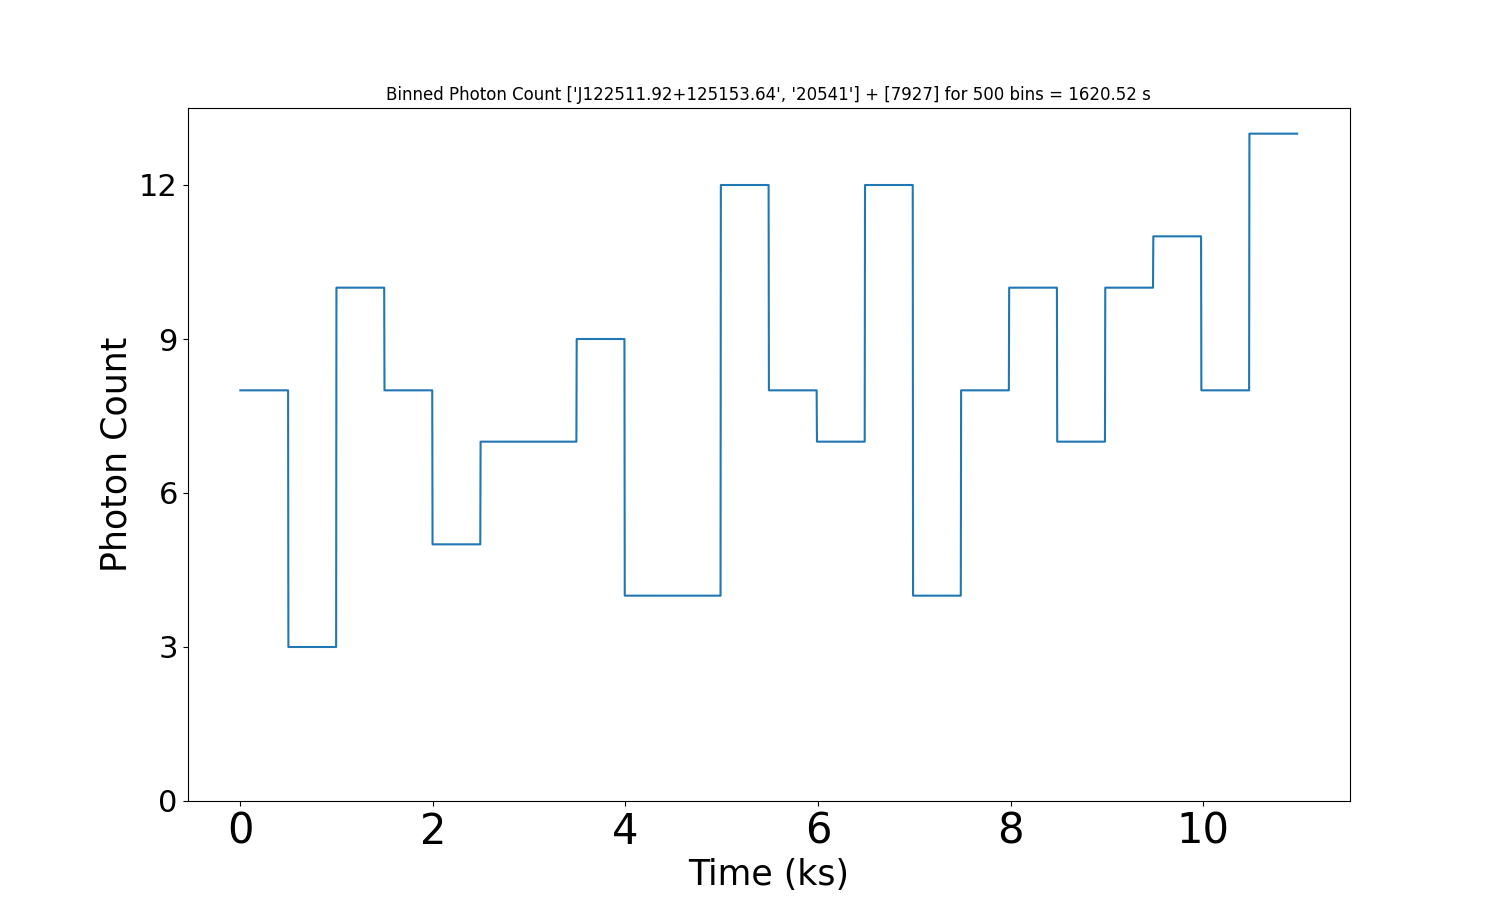 Binned Photon Count ['J122511.92+125153.64', '20541'] + [7927] for 500 bins = 1620.52 s
12
9
6
3
0
Photon Count
0 2 4 6 8 10
Time (ks)